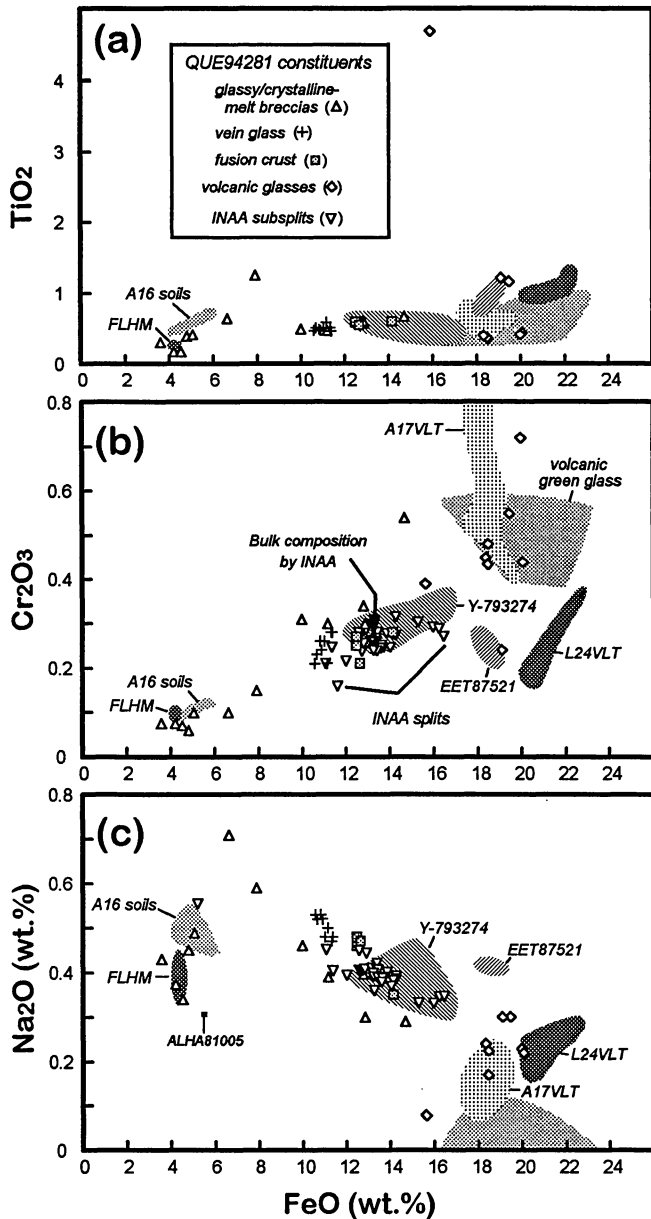 (a)
QUE94281 constituents
glassy/crystalline-
melt breccias (△)
vein glass (+)
fusion crust (⊠)
volcanic glasses (◇)
INAA subsplits (▽)
A16 soils
FLHM
TiO2
4
2
1
0
0 2 4 6 8 10 12 14 16 18 20 22 24
(b)
A17VLT
volcanic
green glass
Bulk composition
by INAA
Y-793274
L24VLT
EET87521
A16 soils
FLHM
INAA splits
Cr2O3
0.8
0.6
0.4
0.2
0
0 2 4 6 8 10 12 14 16 18 20 22 24
(c)
A16 soils
Y-793274
EET87521
FLHM
ALHA81005
L24VLT
A17VLT
Na2O (wt.%)
0.8
0.6
0.4
0.2
0
0 2 4 6 8 10 12 14 16 18 20 22 24
FeO (wt.%)